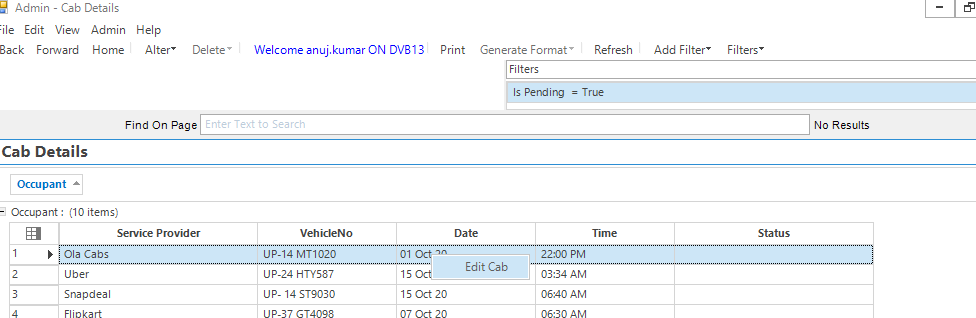 Admin - Cab Details
File Edit View Admin Help
Back Forward Home Alter Delete Welcome anuj.kumar ON DVB13 Print Generate Format Refresh Add Filter Filters
Filters
Is Pending = True
Find On Page Enter Text to Search No Results
Cab Details
Occupant
Occupant : (10 items)
Service Provider VehicleNo Date Time Status
1 Ola Cabs UP-14 MT1020 01 Oct 20 22:00 PM
Edit Cab
2 Uber UP-24 HTY587 15 Oct 03:34 AM
3 Snapdeal UP- 14 ST9030 15 Oct 20 06:40 AM
4 Flipkart UP-37 GT4098 07 Oct 20 06:30 AM